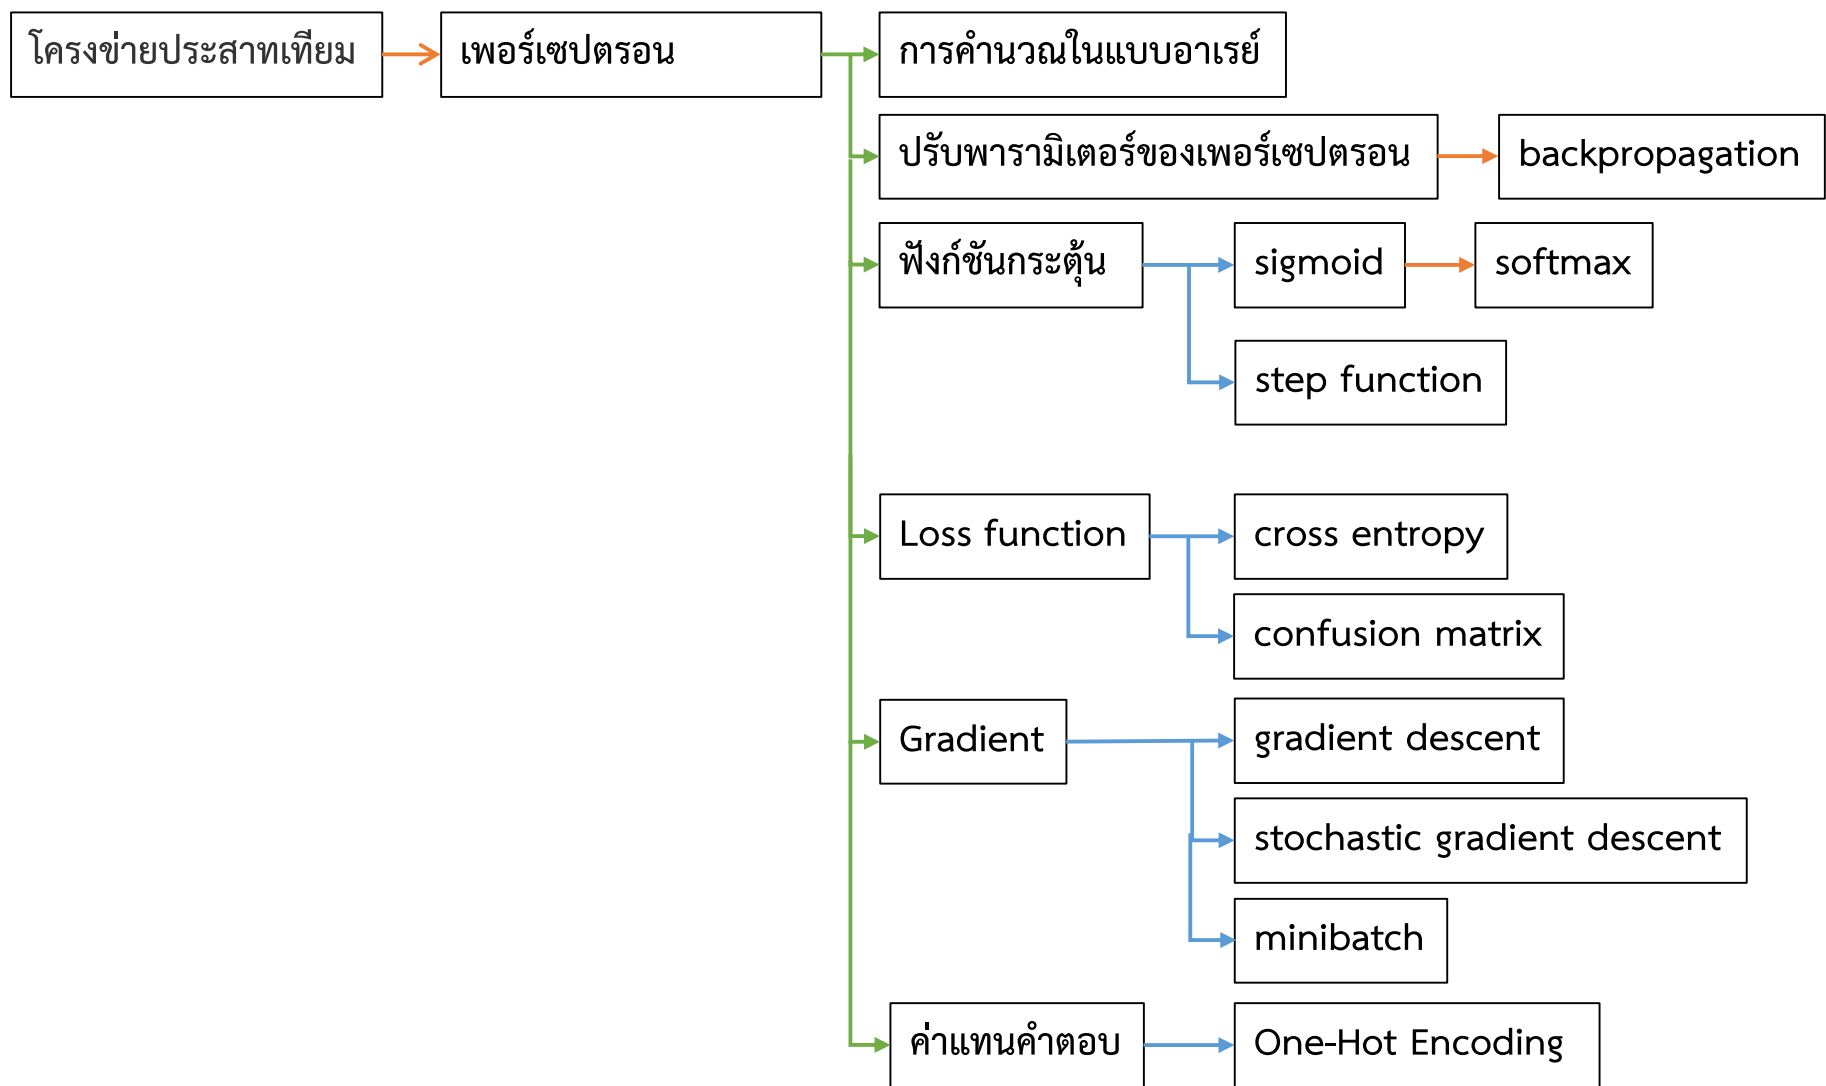 โครงข่ายประสาทเทียม
เพอร์เซปตรอน
การคำนวณในแบบอาเรย์
ปรับพารามิเตอร์ของเพอร์เซปตรอน
backpropagation
ฟังก์ชันกระตุ้น
sigmoid
softmax
step function
Loss function
cross entropy
confusion matrix
Gradient
gradient descent
stochastic gradient descent
minibatch
ค่าแทนคำตอบ
One-Hot Encoding